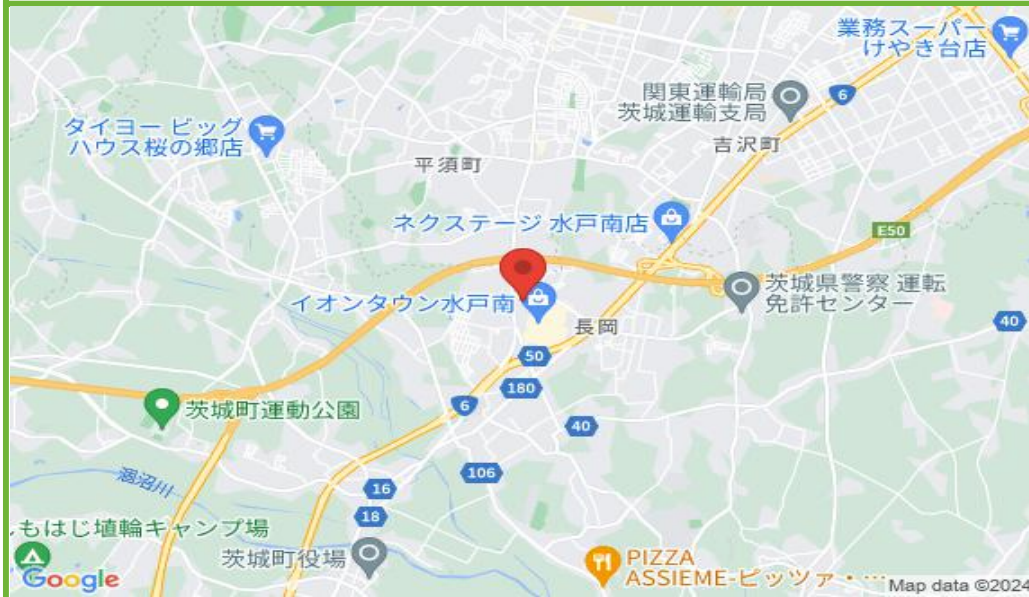 業務スーパー
けやき台店
関東運輸局
茨城運輸支局
6
タイヨー ビッグ
ハウス桜の郷店
吉沢町
平須町
ネクステージ 水戸南店
E50
茨城県警察 運転
免許センター
イオンタウン水戸南
長岡
40
50
180
茨城町運動公園
6
40
106
涸沼川
16
18
もはじ埴輪キャンプ場
茨城町役場
PIZZA
ASSIEME-ピッツァ・…
Google
Map data ©2024